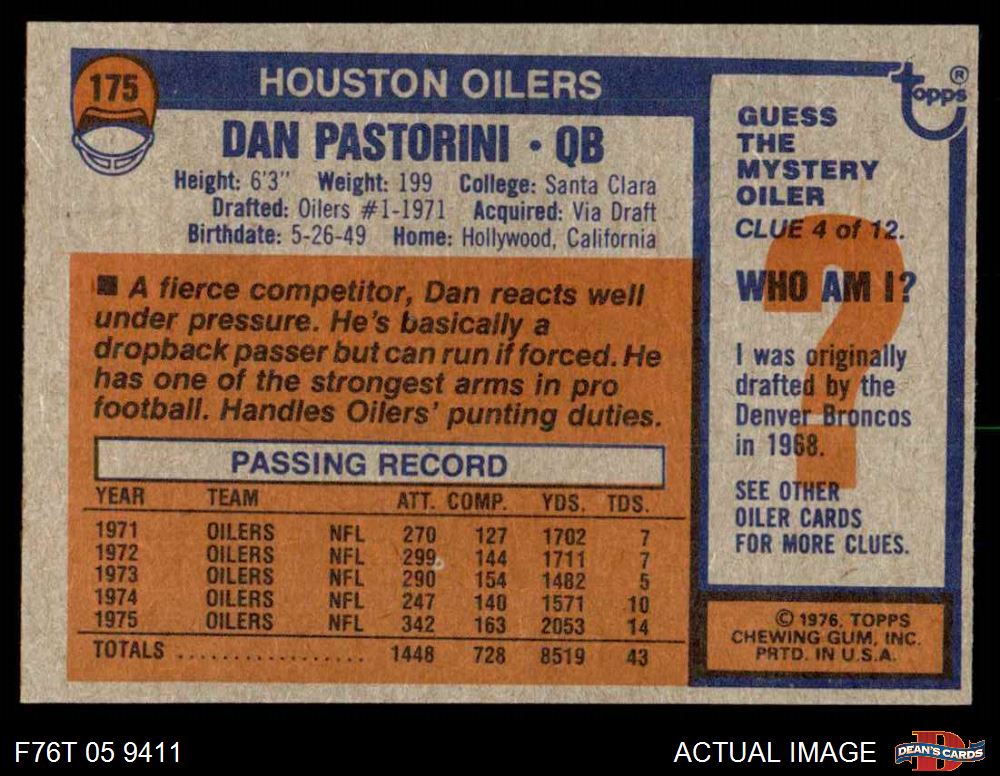 175
HOUSTON OILERS
DAN PASTORINI • QB
Height: 6'3" Weight: 199 College: Santa Clara
Drafted: Oilers #1-1971 Acquired: Via Draft
Birthdate: 5-26-49 Home: Hollywood, California
■ A fierce competitor, Dan reacts well
under pressure. He's basically a
dropback passer but can run if forced. He
has one of the strongest arms in pro
football. Handles Oilers' punting duties.
PASSING RECORD
YEAR TEAM ATT. COMP. YDS. TDS.
1971 OILERS NFL 270 127 1702 7
1972 OILERS NFL 299 144 1711 7
1973 OILERS NFL 290 154 1482 5
1974 OILERS NFL 247 140 1571 10
1975 OILERS NFL 342 163 2053 14
TOTALS .................. 1448 728 8519 43
topps ®
GUESS
THE
MYSTERY
OILER
CLUE 4 of 12.
WHO AM I?
?
I was originally
drafted by the
Denver Broncos
in 1968.
SEE OTHER
OILER CARDS
FOR MORE CLUES.
© 1976, TOPPS
CHEWING GUM, INC.
PRTD. IN U.S.A.
F76T 05 9411
ACTUAL IMAGE
DEAN'S CARDS